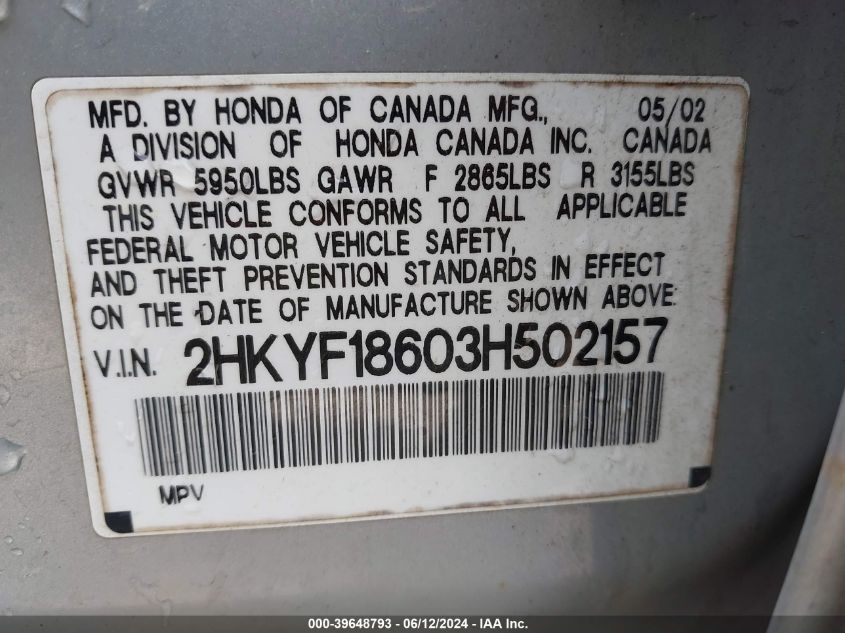 MFD. BY HONDA OF CANADA MFG., 05/02
A DIVISION OF HONDA CANADA INC. CANADA
GVWR 5950LBS GAWR F 2865LBS R 3155LBS
THIS VEHICLE CONFORMS TO ALL APPLICABLE
FEDERAL MOTOR VEHICLE SAFETY,
AND THEFT PREVENTION STANDARDS IN EFFECT
ON THE DATE OF MANUFACTURE SHOWN ABOVE.
V.I.N. 2HKYF18603H502157
MPV
000-39648793 - 06/12/2024 - IAA Inc.